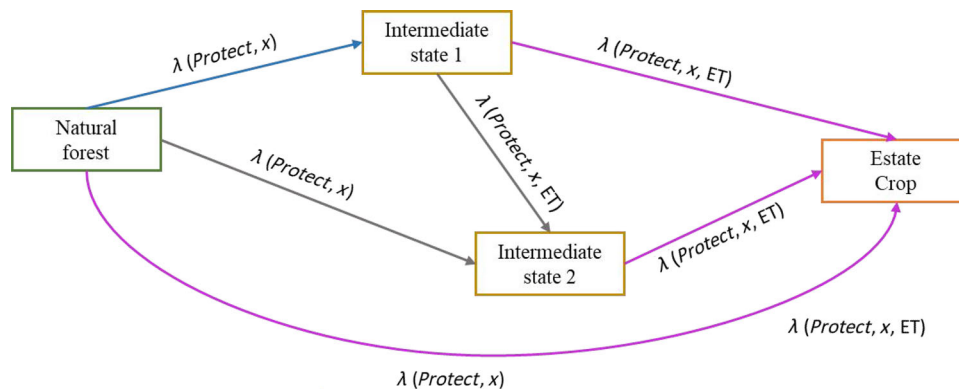 Intermediate
state 1
λ (Protect, x)
λ (Protect, x, ET)
Natural
forest
λ (Protect, x)
λ (Protect, x, ET)
Estate
Crop
Intermediate
state 2
λ (Protect, x, ET)
λ (Protect, x, ET)
λ (Protect, x)